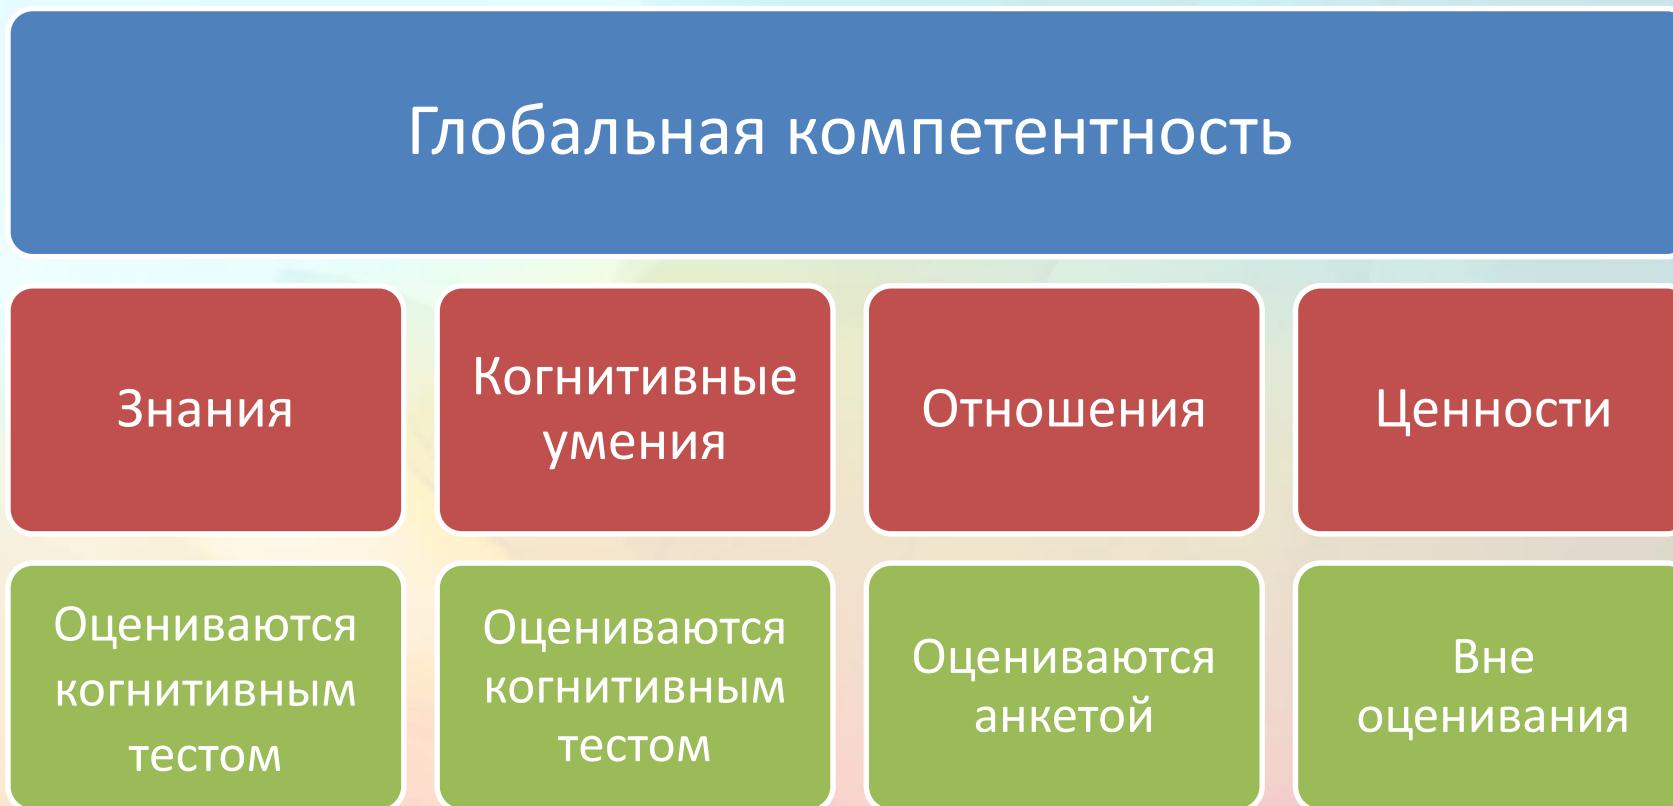 Глобальная компетентность
Знания
Когнитивные
умения
Отношения
Ценности
Оцениваются
когнитивным
тестом
Оцениваются
когнитивным
тестом
Оцениваются
анкетой
Вне
оценивания